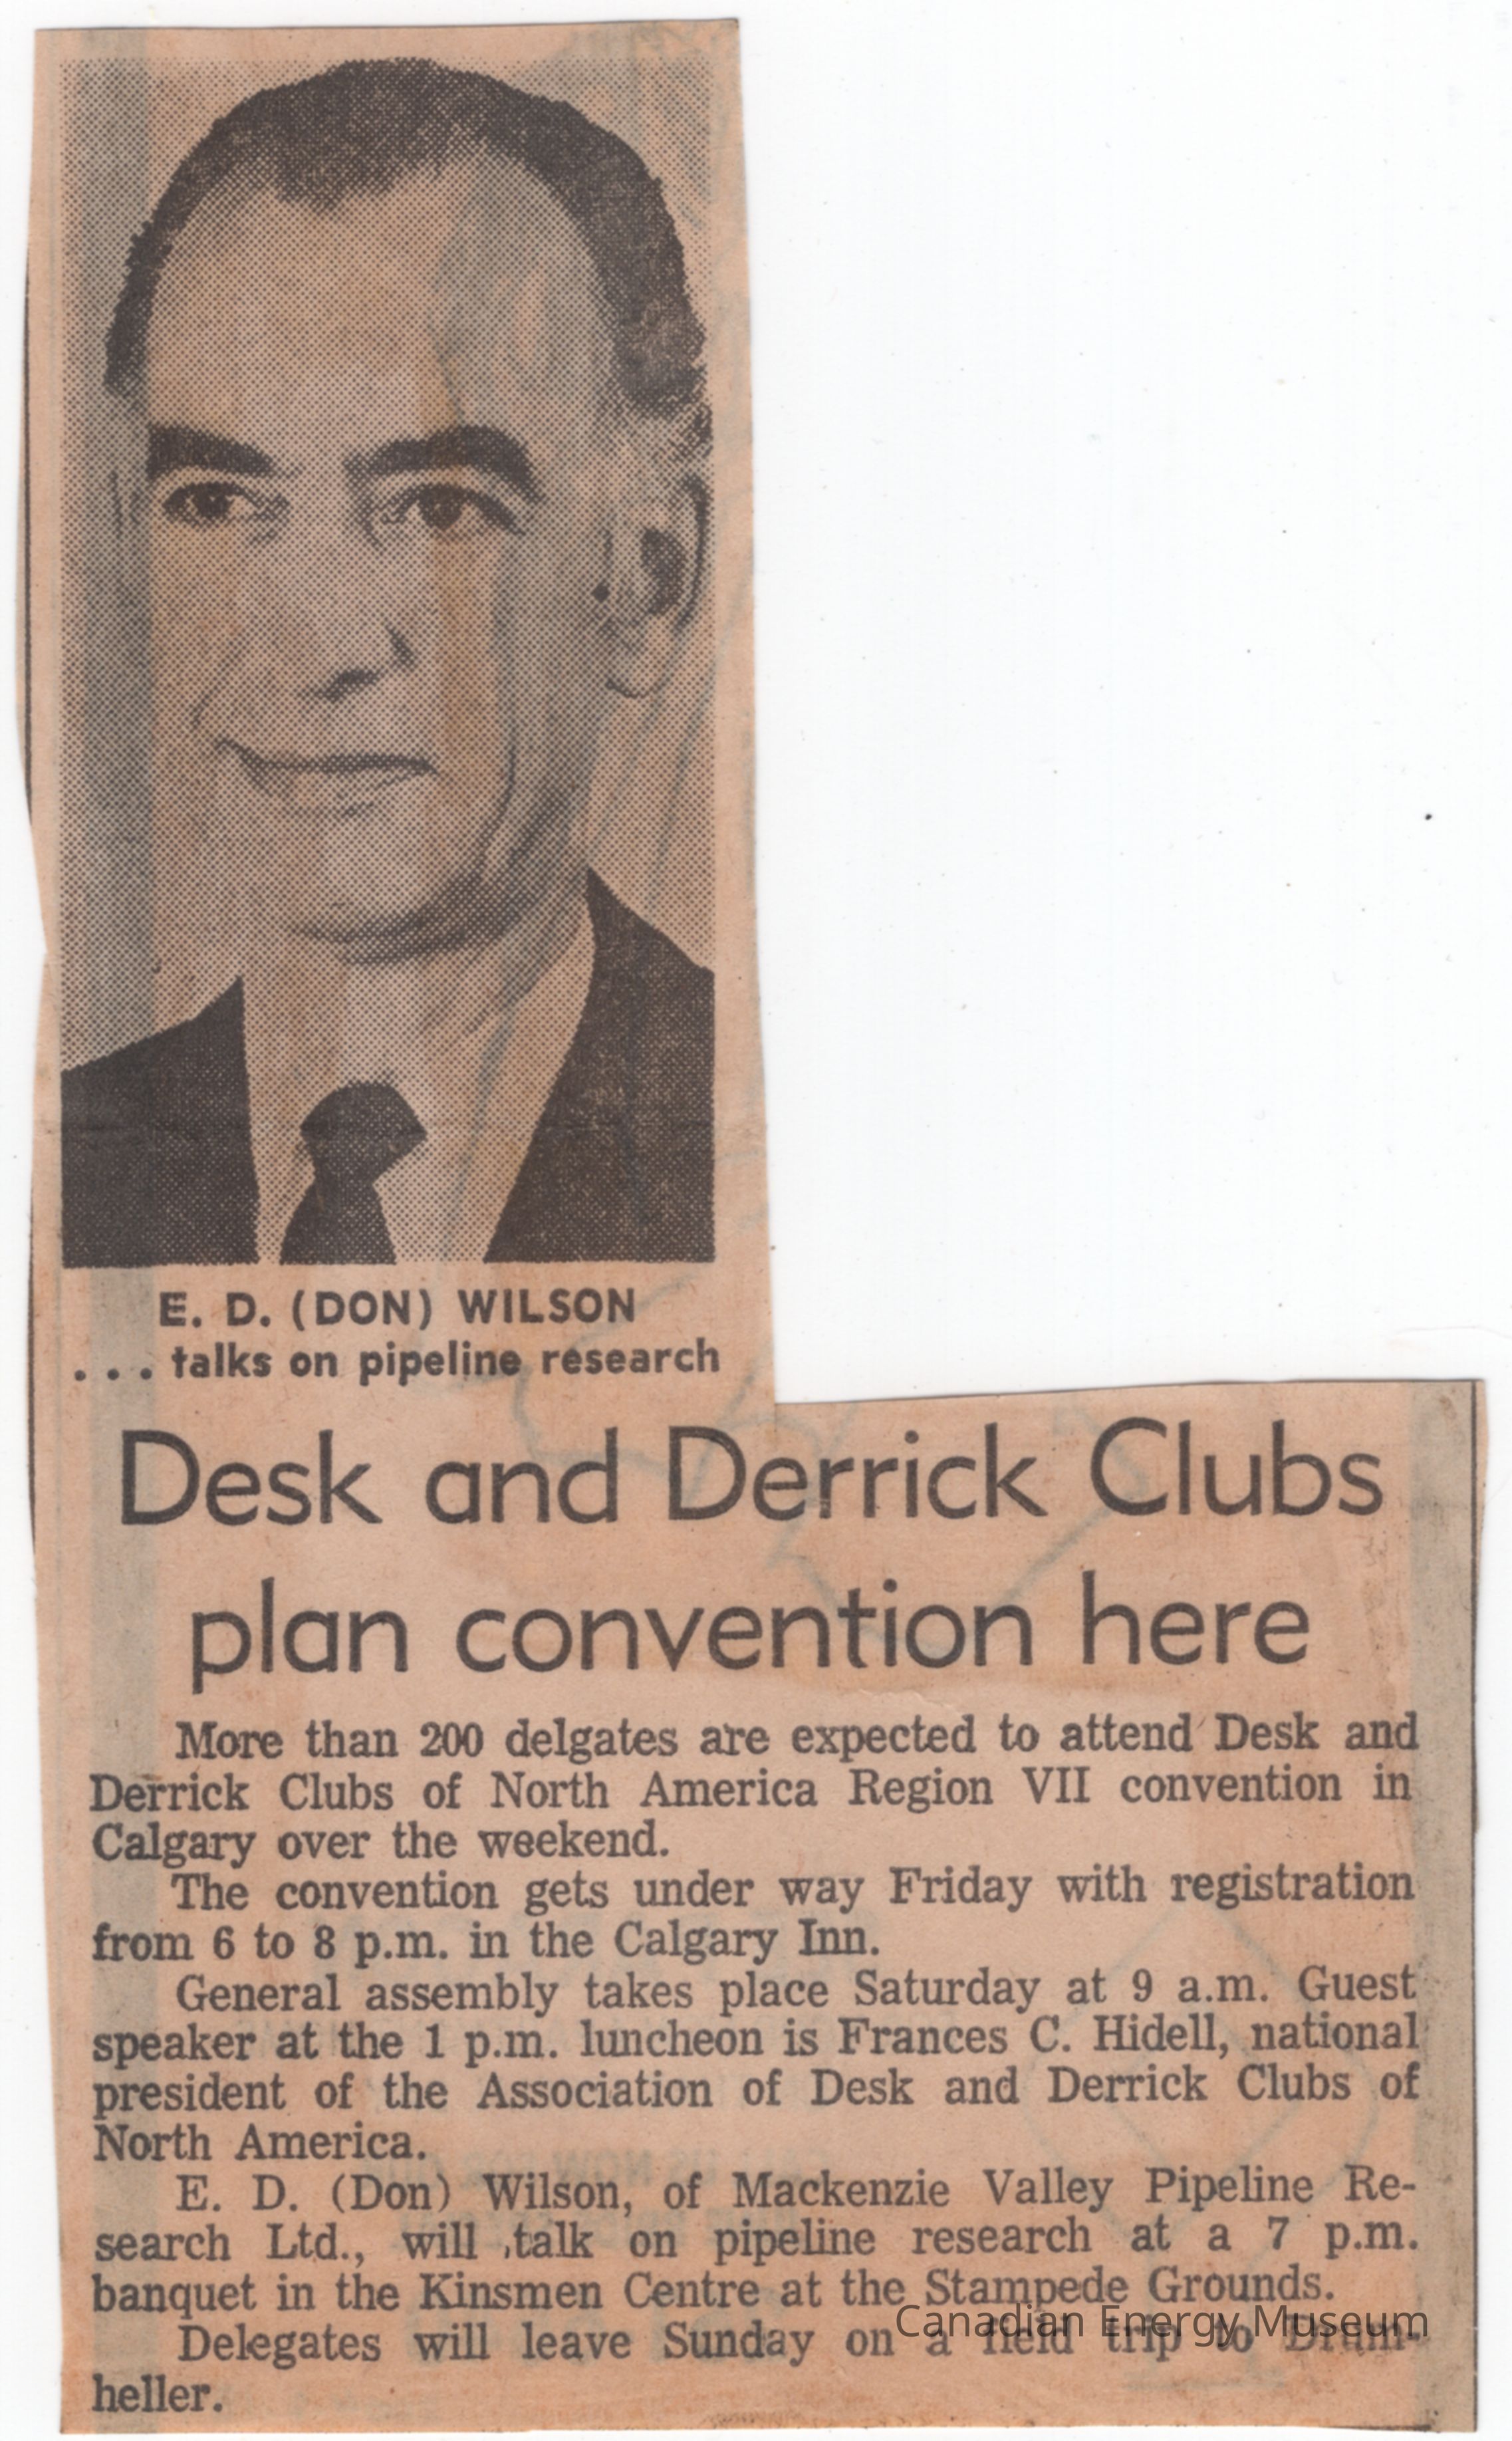 E. D. (DON) WILSON
. . . talks on pipeline research
Desk and Derrick Clubs
plan convention here
More than 200 delgates are expected to attend Desk and
Derrick Clubs of North America Region VII convention in
Calgary over the weekend.
The convention gets under way Friday with registration
from 6 to 8 p.m. in the Calgary Inn.
General assembly takes place Saturday at 9 a.m. Guest
speaker at the 1 p.m. luncheon is Frances C. Hidell, national
president of the Association of Desk and Derrick Clubs of
North America.
E. D. (Don) Wilson, of Mackenzie Valley Pipeline Re-
search Ltd., will talk on pipeline research at a 7 p.m.
banquet in the Kinsmen Centre at the Stampede Grounds.
Delegates will leave Sunday on a field trip to Drum-
heller.
Canadian Energy Museum